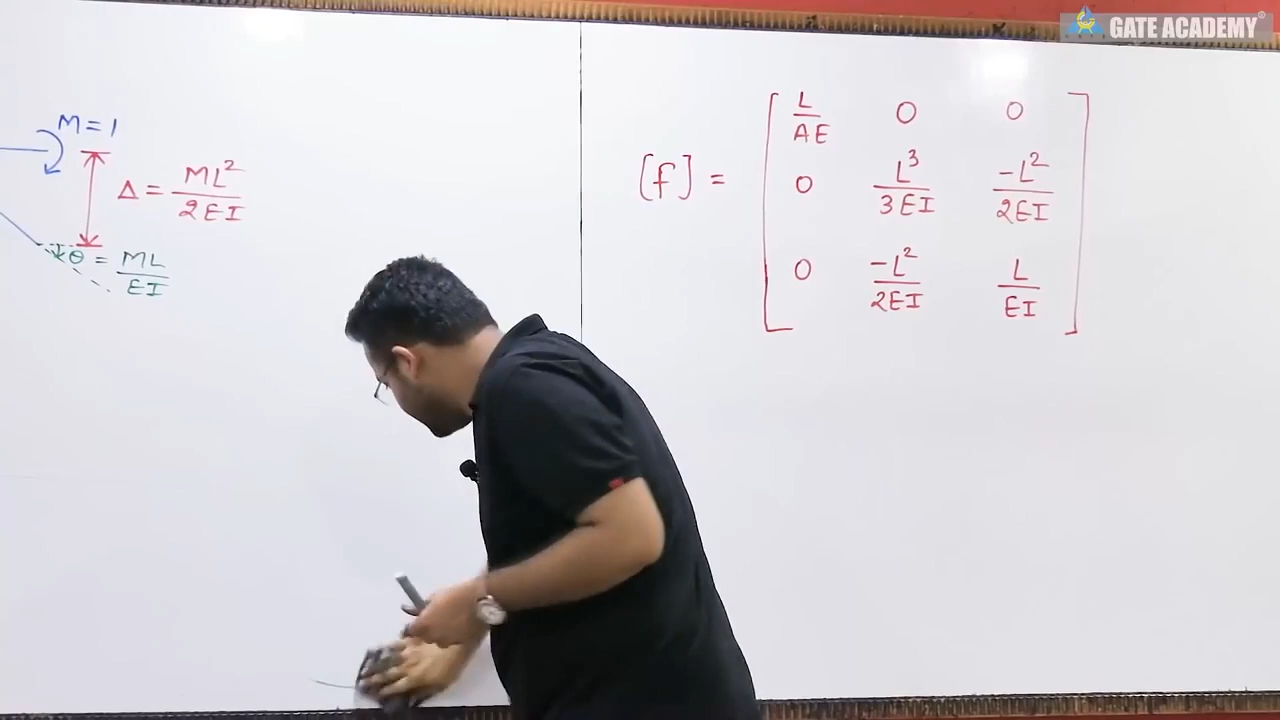 GATE ACADEMY®
M = 1
Δ = ML²/2EI
θ = ML/EI
[f] =
L/AE 0 0
0 L³/3EI -L²/2EI
0 -L²/2EI L/EI